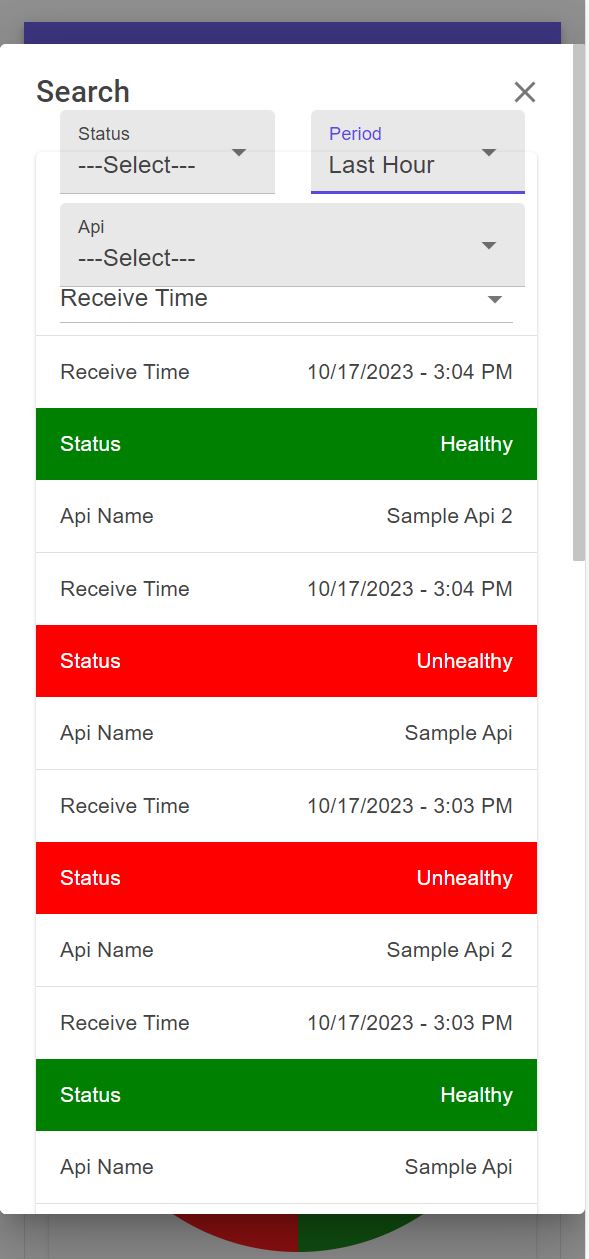 Search
Status Period
---Select--- Last Hour
Api
---Select---
Receive Time
Receive Time 10/17/2023 - 3:04 PM
Status Healthy
Api Name Sample Api 2
Receive Time 10/17/2023 - 3:04 PM
Status Unhealthy
Api Name Sample Api
Receive Time 10/17/2023 - 3:03 PM
Status Unhealthy
Api Name Sample Api 2
Receive Time 10/17/2023 - 3:03 PM
Status Healthy
Api Name Sample Api